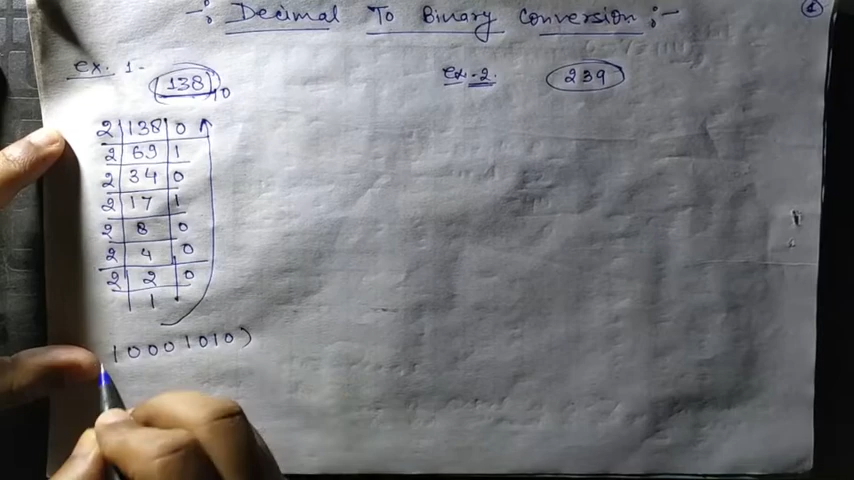 -: Decimal To Binary Conversion :-
ex. 1- (138)10
2 | 138 | 0
2 | 69 | 1
2 | 34 | 0
2 | 17 | 1
2 | 8 | 0
2 | 4 | 0
2 | 2 | 0
1
10001010)
ex.-2. 239